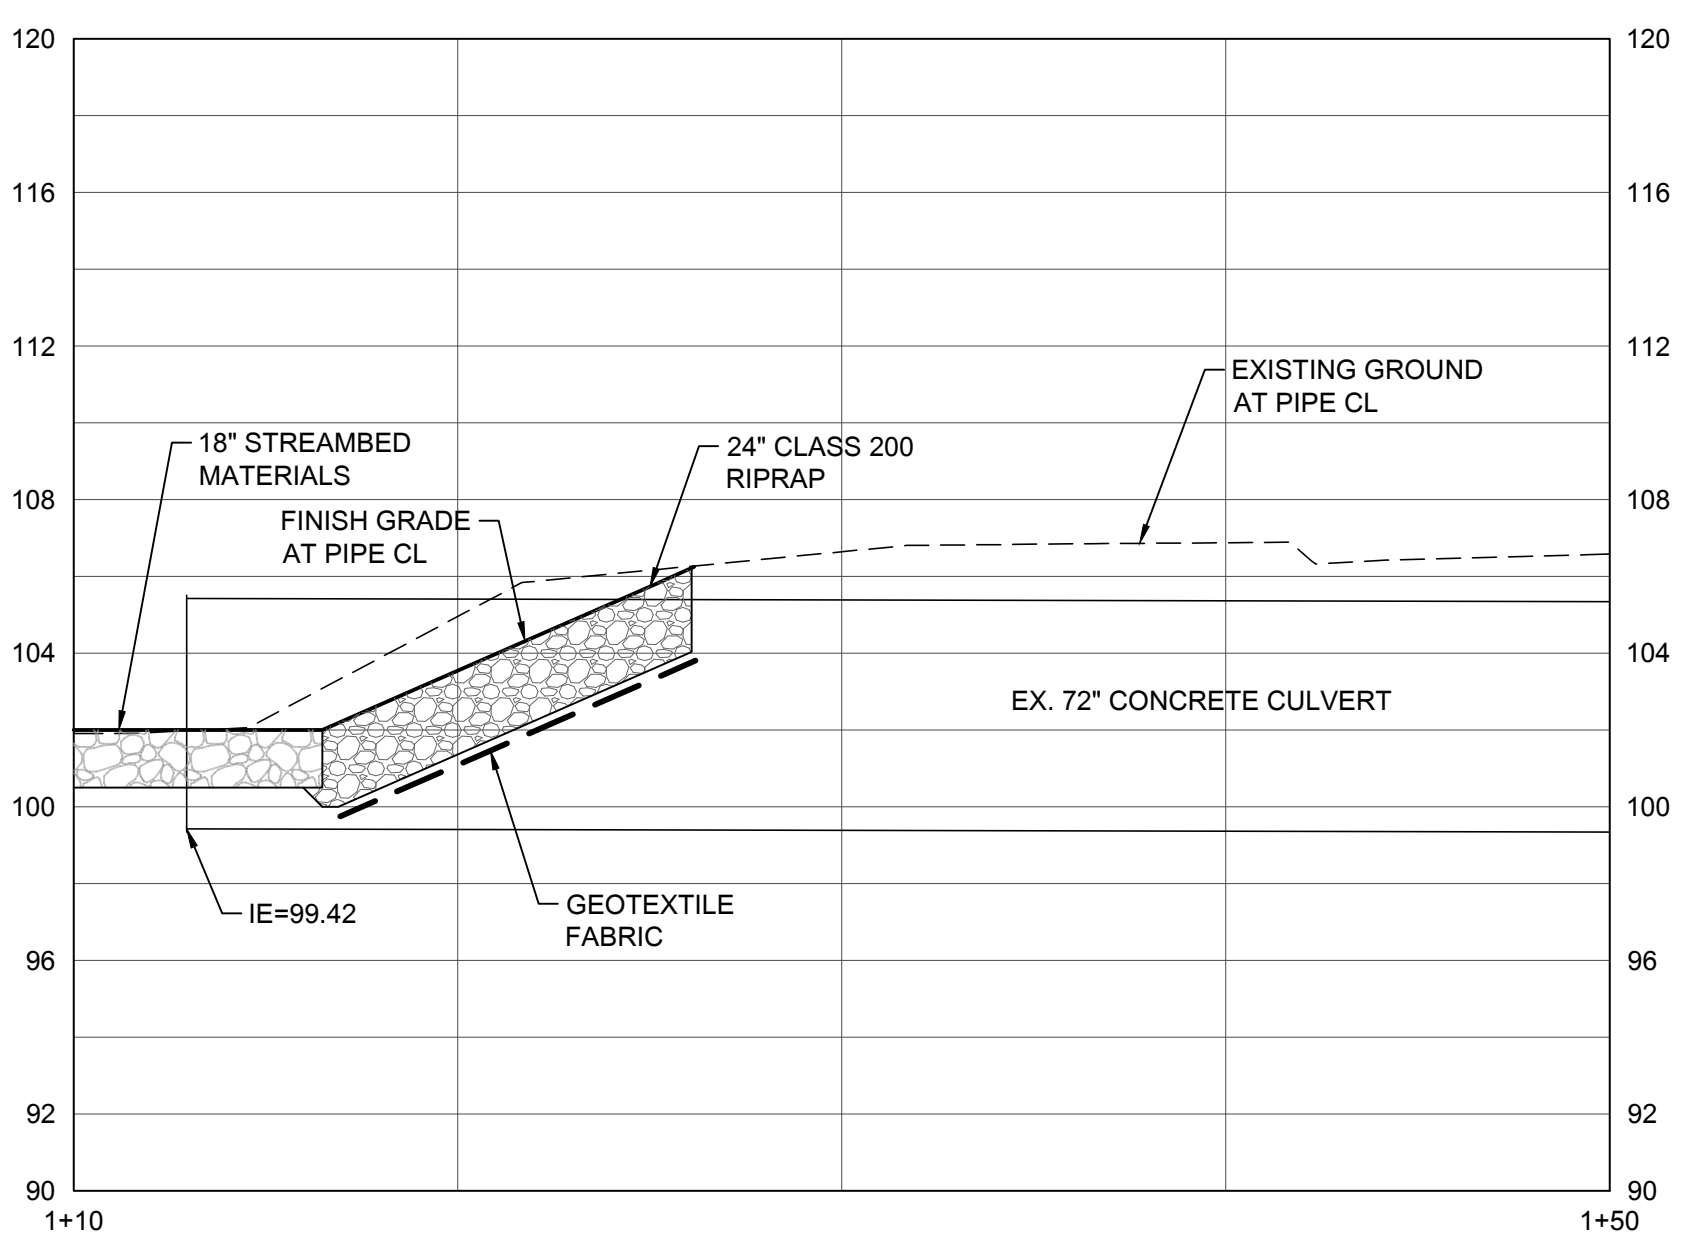 120 120
116 116
112 112
EXISTING GROUND
AT PIPE CL
18" STREAMBED
MATERIALS
24" CLASS 200
RIPRAP
108 108
FINISH GRADE
AT PIPE CL
104 104
EX. 72" CONCRETE CULVERT
100 100
IE=99.42
GEOTEXTILE
FABRIC
96 96
92 92
90 90
1+10 1+50